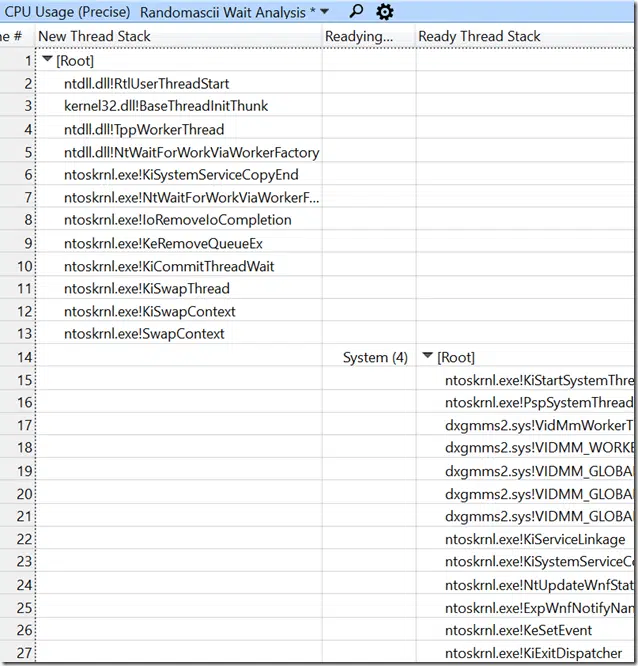 CPU Usage (Precise) Randomascii Wait Analysis *
ne # New Thread Stack Readying... Ready Thread Stack
1 [Root]
2 ntdll.dll!RtlUserThreadStart
3 kernel32.dll!BaseThreadInitThunk
4 ntdll.dll!TppWorkerThread
5 ntdll.dll!NtWaitForWorkViaWorkerFactory
6 ntoskrnl.exe!KiSystemServiceCopyEnd
7 ntoskrnl.exe!NtWaitForWorkViaWorkerF...
8 ntoskrnl.exe!IoRemoveIoCompletion
9 ntoskrnl.exe!KeRemoveQueueEx
10 ntoskrnl.exe!KiCommitThreadWait
11 ntoskrnl.exe!KiSwapThread
12 ntoskrnl.exe!KiSwapContext
13 ntoskrnl.exe!SwapContext
14 System (4) [Root]
15 ntoskrnl.exe!KiStartSystemThre
16 ntoskrnl.exe!PspSystemThread
17 dxgmms2.sys!VidMmWorkerT
18 dxgmms2.sys!VIDMM_WORKE
19 dxgmms2.sys!VIDMM_GLOBA
20 dxgmms2.sys!VIDMM_GLOBA
21 dxgmms2.sys!VIDMM_GLOBA
22 ntoskrnl.exe!KiServiceLinkage
23 ntoskrnl.exe!KiSystemServiceCo
24 ntoskrnl.exe!NtUpdateWnfStat
25 ntoskrnl.exe!ExpWnfNotifyNan
26 ntoskrnl.exe!KeSetEvent
27 ntoskrnl.exe!KiExitDispatcher